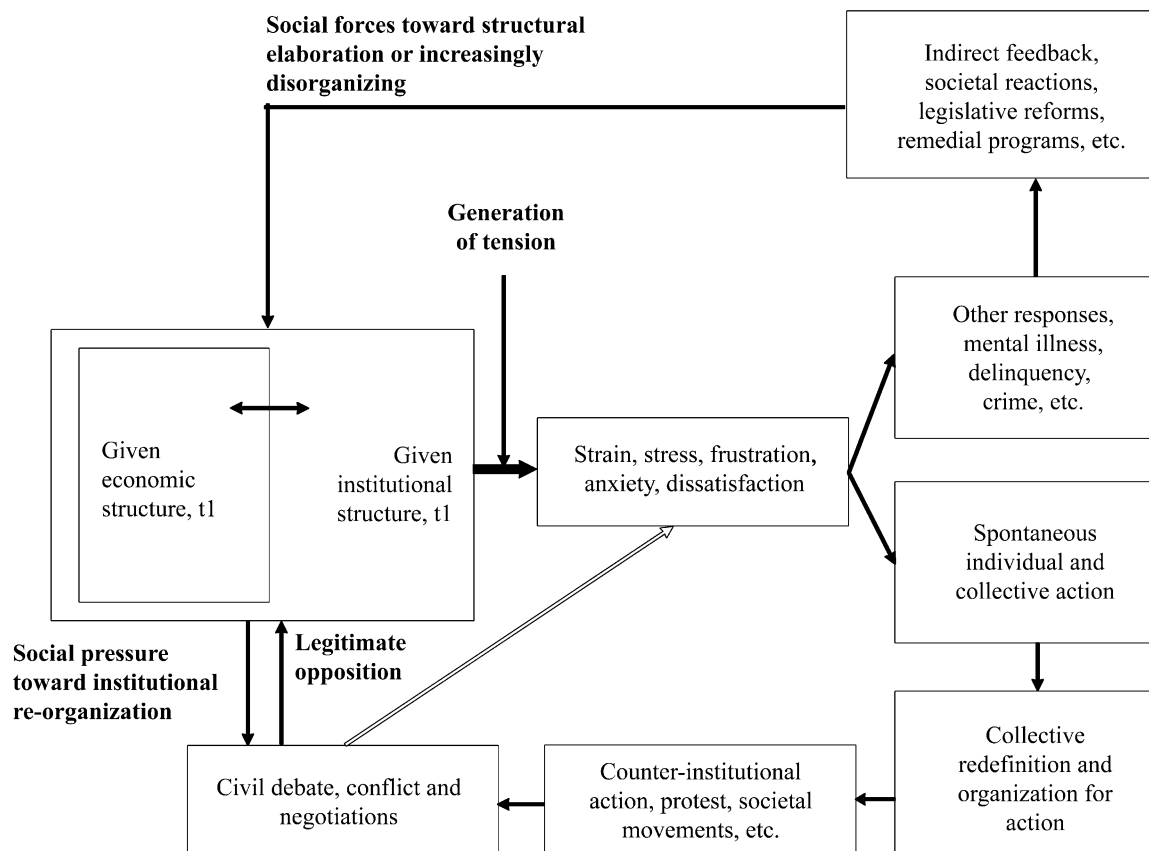 Social forces toward structural
elaboration or increasingly
disorganizing
Indirect feedback,
societal reactions,
legislative reforms,
remedial programs, etc.
Generation
of tension
Other responses,
mental illness,
delinquency,
crime, etc.
Given
economic
structure, t1
Given
institutional
structure, t1
Strain, stress, frustration,
anxiety, dissatisfaction
Spontaneous
individual and
collective action
Social pressure
toward institutional
re-organization
Legitimate
opposition
Civil debate, conflict and
negotiations
Counter-institutional
action, protest, societal
movements, etc.
Collective
redefinition and
organization for
action